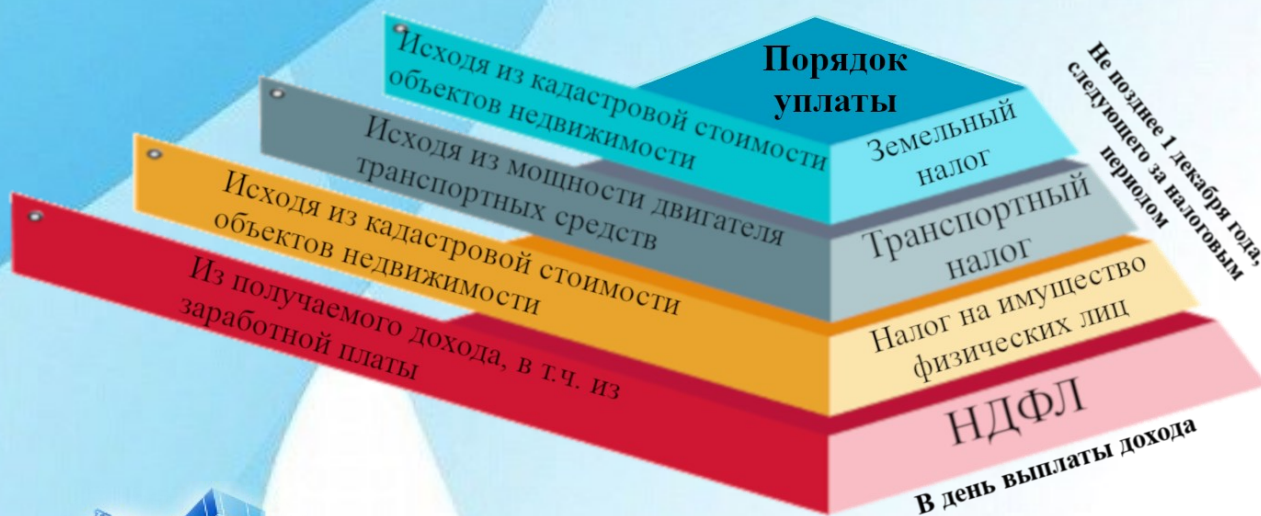 Порядок
уплаты
Исходя из кадастровой стоимости
объектов недвижимости
Земельный
налог
Исходя из мощности двигателя
транспортных средств
Транспортный
налог
Исходя из кадастровой стоимости
объектов недвижимости
Налог на имущество
физических лиц
Из получаемого дохода, в т.ч. из
заработной платы
НДФЛ
Не позднее 1 декабря года,
следующего за налоговым
периодом
В день выплаты дохода